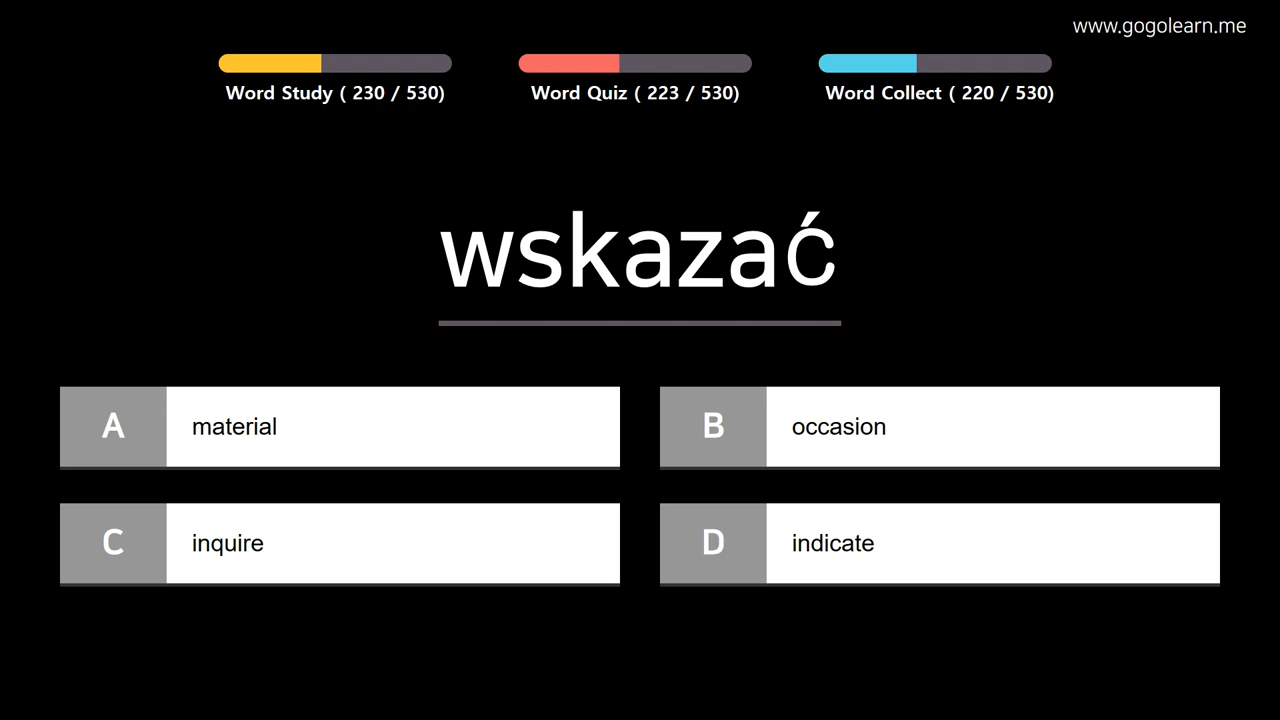 www.gogolearn.me
Word Study ( 230 / 530)
Word Quiz ( 223 / 530)
Word Collect ( 220 / 530)
wskazać
A material
B occasion
C inquire
D indicate